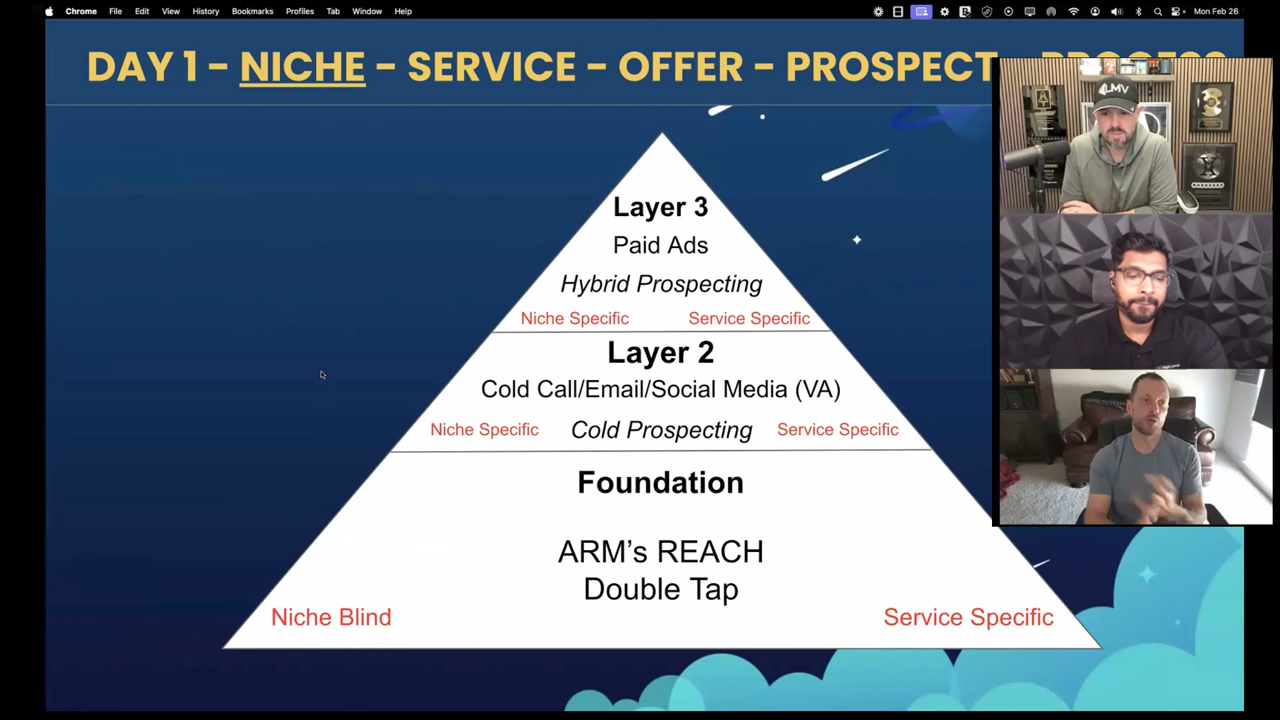 Chrome File Edit View History Bookmarks Profiles Tab Window Help Mon Feb 26
DAY 1 - NICHE - SERVICE - OFFER - PROSPECT - PROCESS
LMV
Layer 3
Paid Ads
Hybrid Prospecting
Niche Specific Service Specific
Layer 2
Cold Call/Email/Social Media (VA)
Niche Specific Cold Prospecting Service Specific
Foundation
ARM's REACH
Double Tap
Niche Blind Service Specific